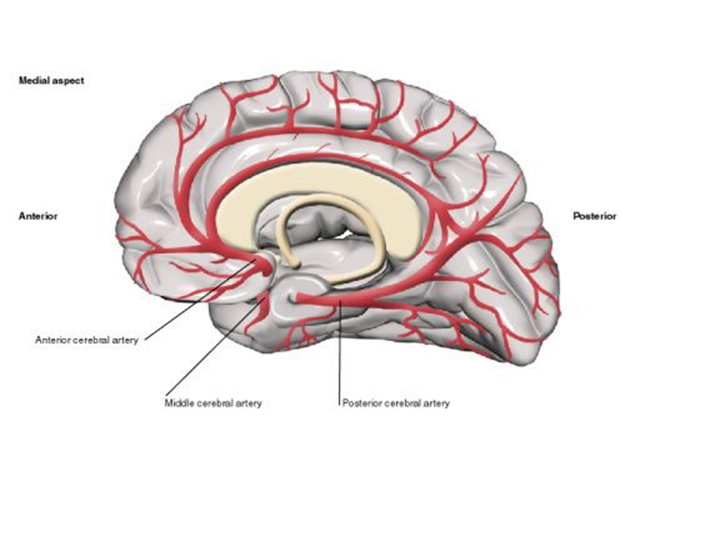 Medial aspect
Anterior
Posterior
Anterior cerebral artery
Middle cerebral artery
Posterior cerebral artery